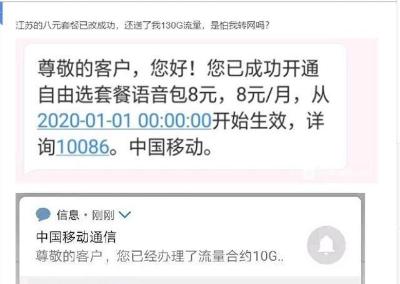 江苏的八元套餐已改成功，还送了我130G流量，是怕我转网吗？
尊敬的客户，您好！您已成功开通
自由选套餐语音包8元，8元/月，从
2020-01-01 00:00:00开始生效，详
询10086。中国移动。
信息·刚刚
中国移动通信
尊敬的客户，您已经办理了流量合约10G..